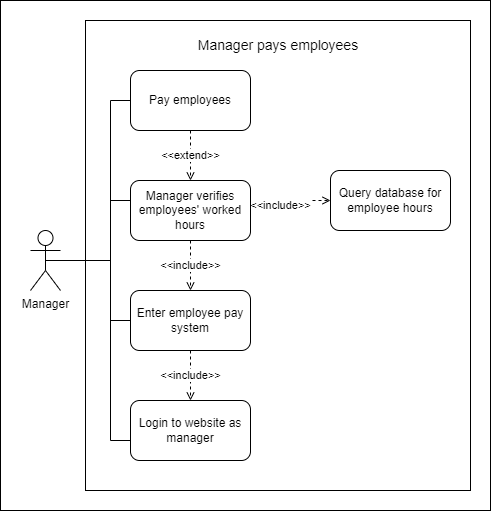 Manager pays employees
Pay employees
<<extend>>
Manager verifies
employees' worked
hours
<<include>>
Query database for
employee hours
<<include>>
Manager
Enter employee pay
system
<<include>>
Login to website as
manager